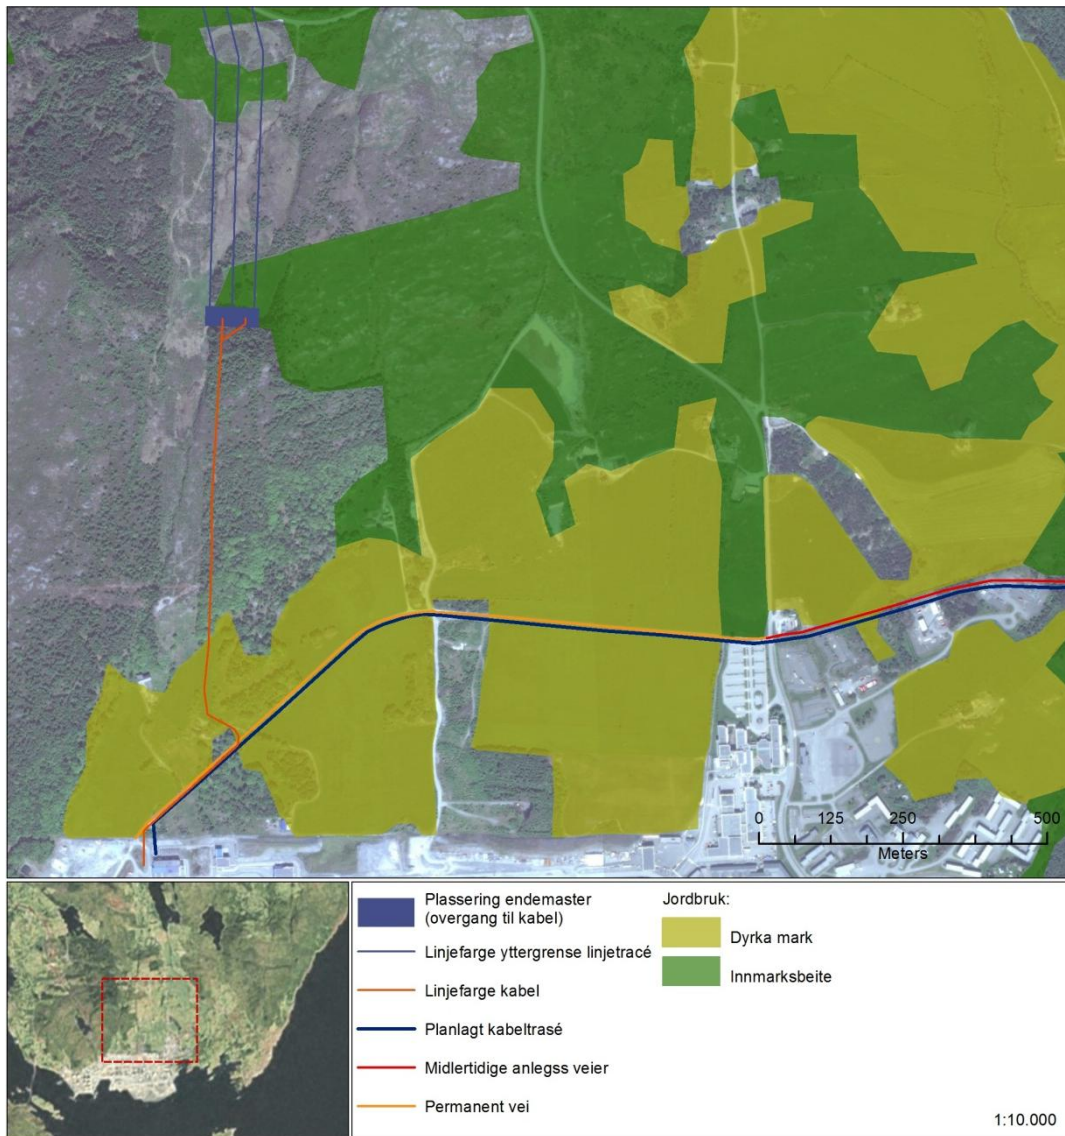 0 125 250 500
Meters
Plassering endemaster
(overgang til kabel)
Linjefarge yttergrense linjetracé
Linjefarge kabel
Planlagt kabeltrasé
Midlertidige anlegss veier
Permanent vei
Jordbruk:
Dyrka mark
Innmarksbeite
1:10.000